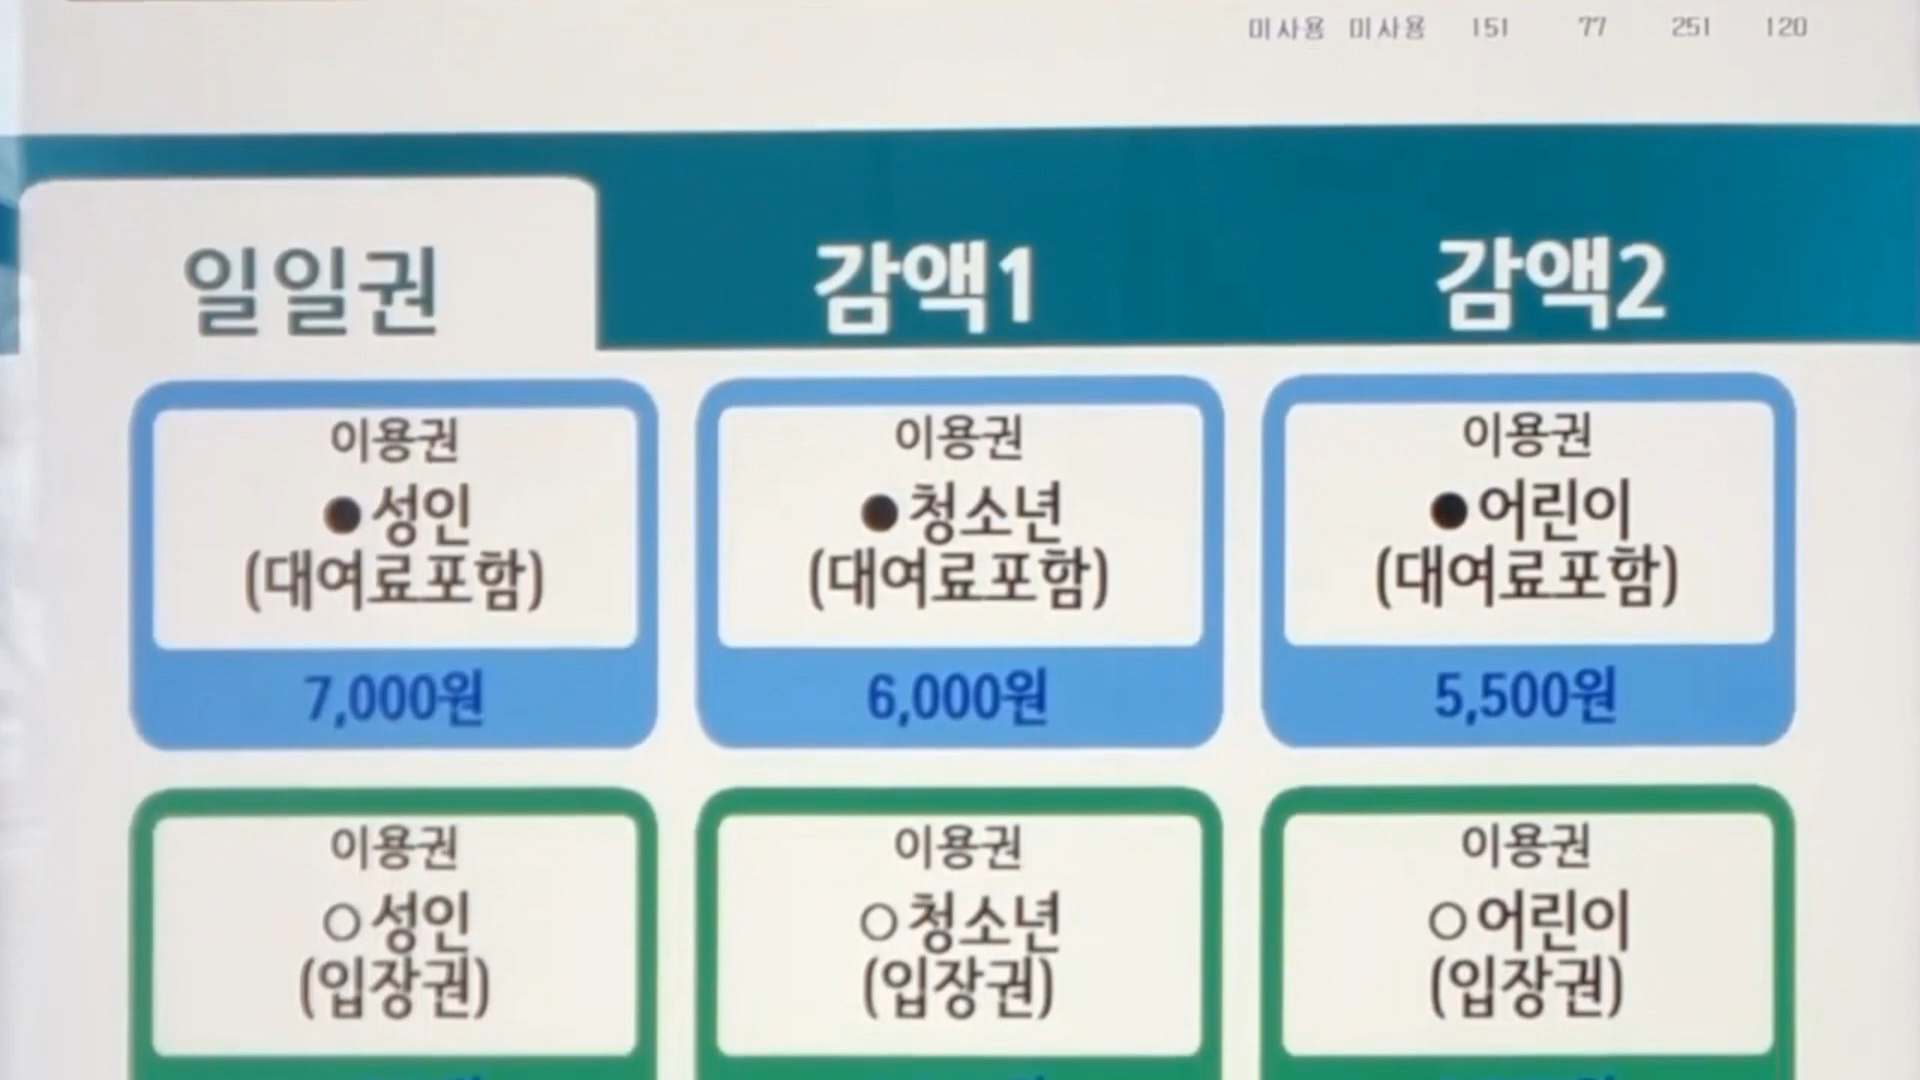 미사용 미사용 151 77 251 120
일일권 감액1 감액2
이용권
●성인
(대여료포함)
7,000원
이용권
●청소년
(대여료포함)
6,000원
이용권
●어린이
(대여료포함)
5,500원
이용권
○성인
(입장권)
이용권
○청소년
(입장권)
이용권
○어린이
(입장권)